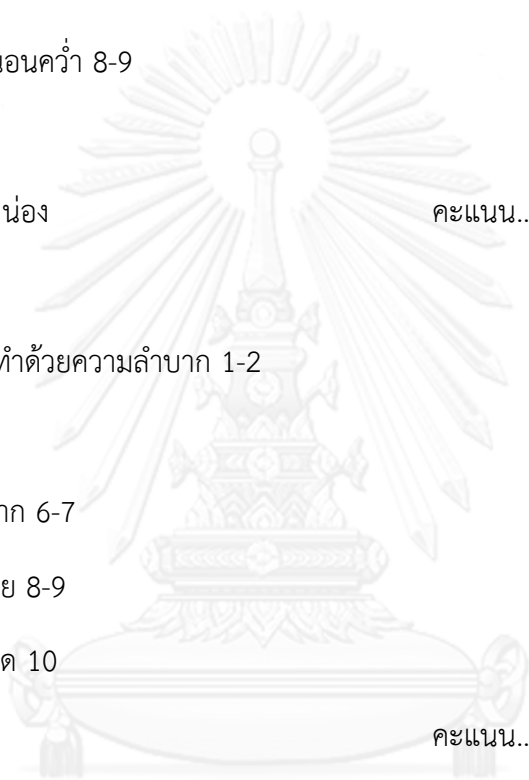 นอนคว่ำ 8-9
น่อง คะแนน..
ทำด้วยความลำบาก 1-2
าก 6-7
ย 8-9
ด 10
คะแนน..